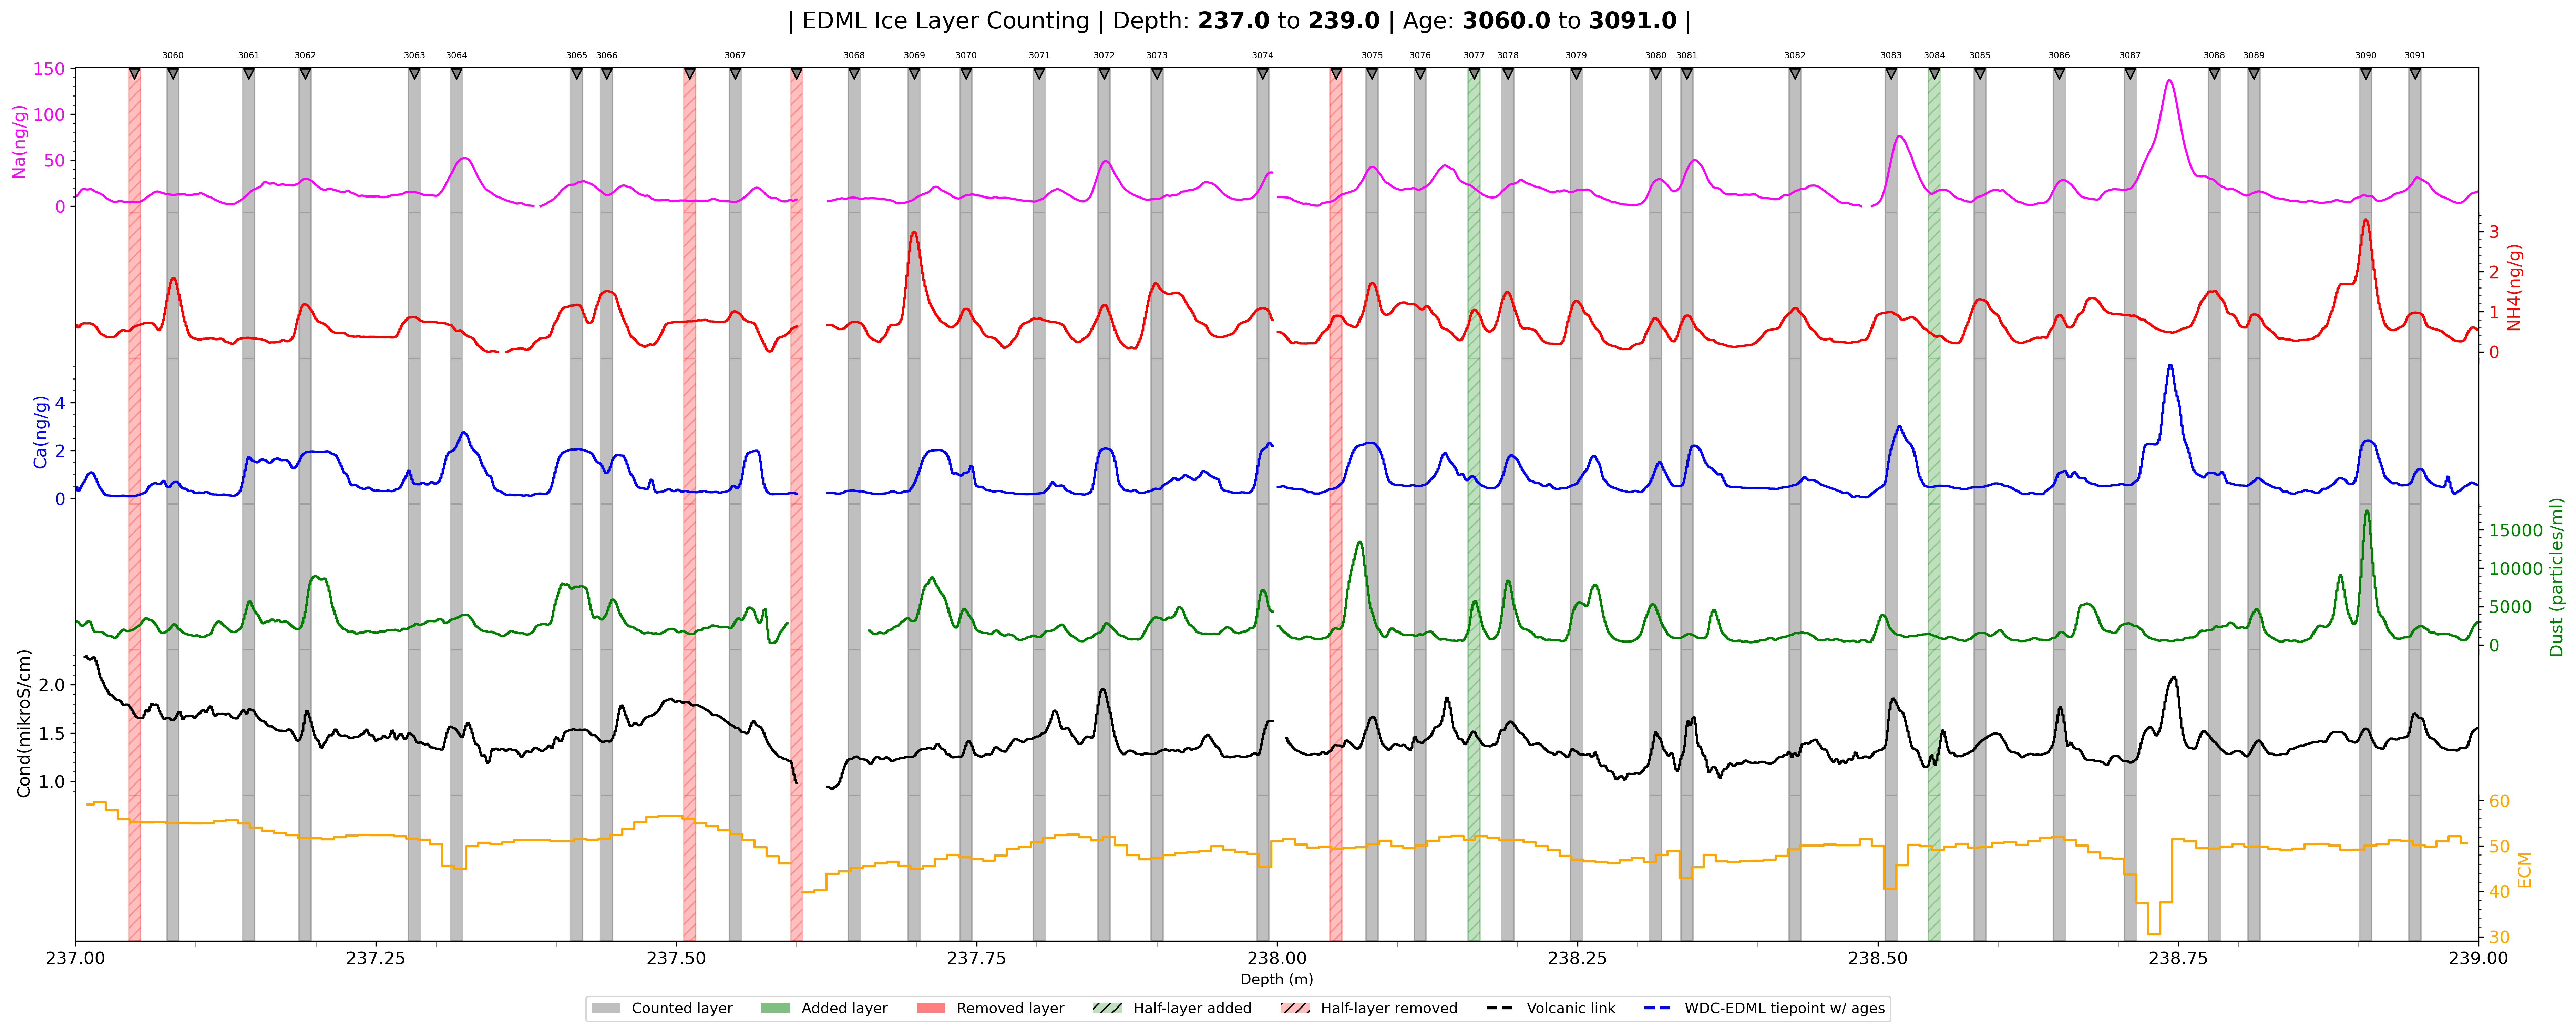 | EDML Ice Layer Counting | Depth: 237.0 to 239.0 | Age: 3060.0 to 3091.0 |
3060 3061 3062 3063 3064 3065 3066 3067 3068 3069 3070 3071 3072 3073 3074 3075 3076 3077 3078 3079 3080 3081 3082 3083 3084 3085 3086 3087 3088 3089 3090 3091
Na(ng/g)
150
100
50
0
NH4(ng/g)
3
2
1
0
Ca(ng/g)
4
2
0
Dust (particles/ml)
15000
10000
5000
0
Cond(mikroS/cm)
2.0
1.5
1.0
ECM
60
50
40
30
237.00 237.25 237.50 237.75 238.00 238.25 238.50 238.75 239.00
Depth (m)
Counted layer Added layer Removed layer Half-layer added Half-layer removed Volcanic link WDC-EDML tiepoint w/ ages